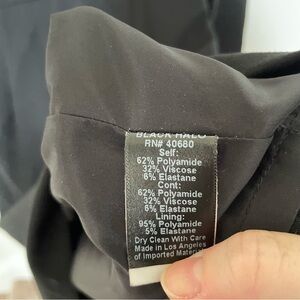 BLACK HALO
RN# 40680
Self:
62% Polyamide
32% Viscose
6% Elastane
Cont:
62% Polyamide
32% Viscose
6% Elastane
Lining:
95% Polyamide
5% Elastane
Dry Clean With Care
Made in Los Angeles
of Imported Materials